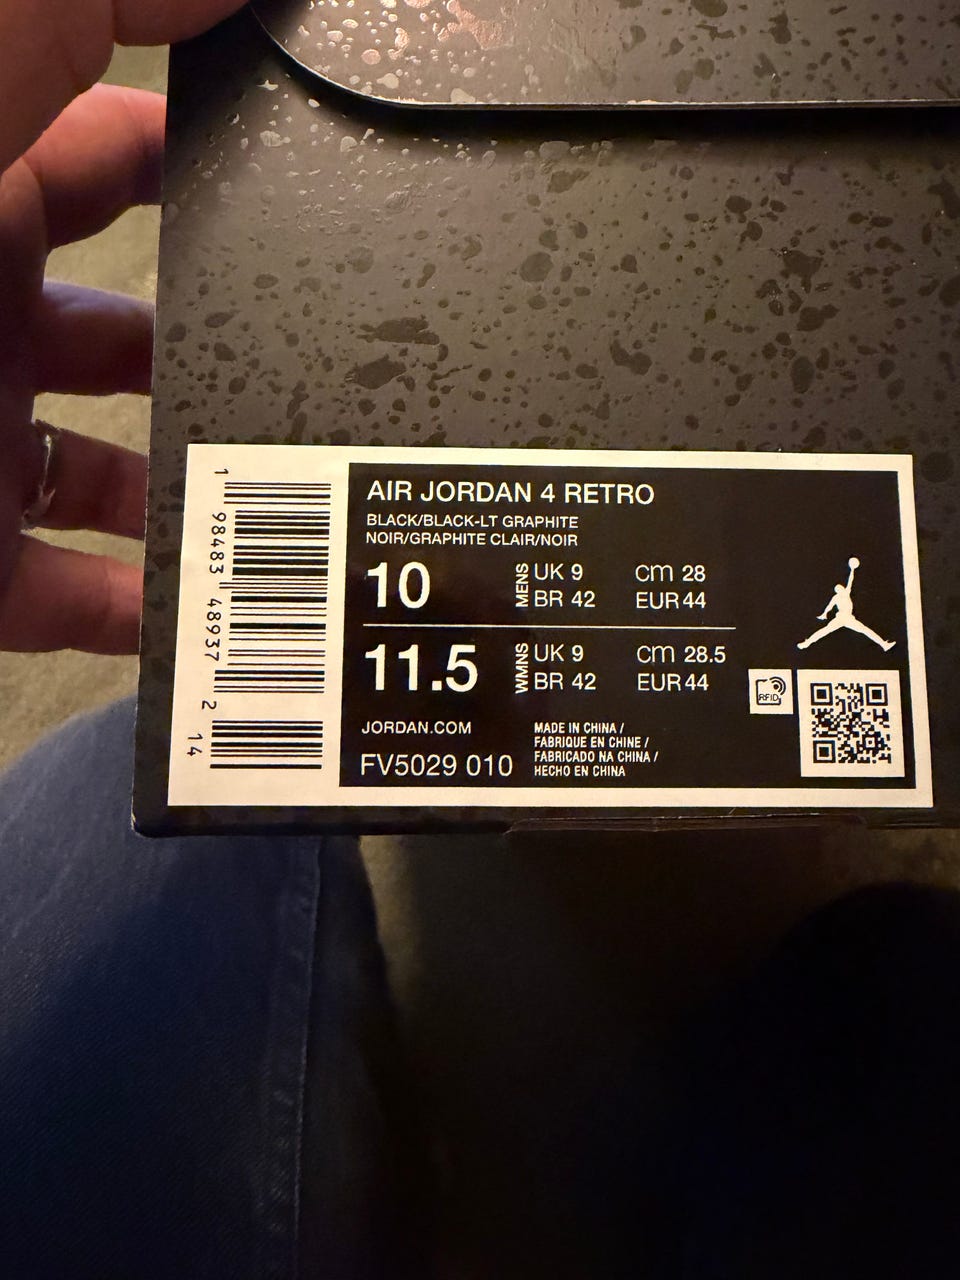 AIR JORDAN 4 RETRO
BLACK/BLACK-LT GRAPHITE
NOIR/GRAPHITE CLAIR/NOIR
10 MENS UK 9 cm 28
BR 42 EUR 44
11.5 WMNS UK 9 cm 28.5
BR 42 EUR 44
RFID
JORDAN.COM
FV5029 010
MADE IN CHINA /
FABRIQUE EN CHINE /
FABRICADO NA CHINA /
HECHO EN CHINA
1 98483 48937 2 14